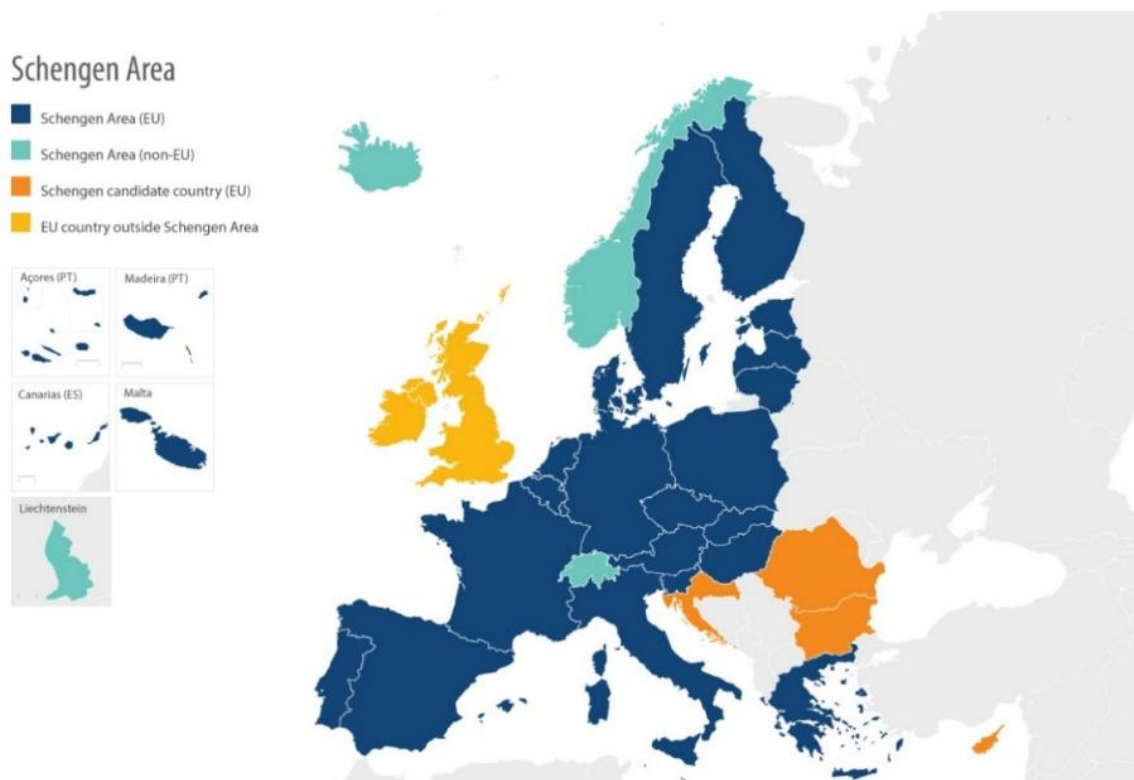 Schengen Area
Schengen Area (EU)
Schengen Area (non-EU)
Schengen candidate country (EU)
EU country outside Schengen Area
Açores (PT)
Madeira (PT)
Canarias (ES)
Malta
Liechtenstein